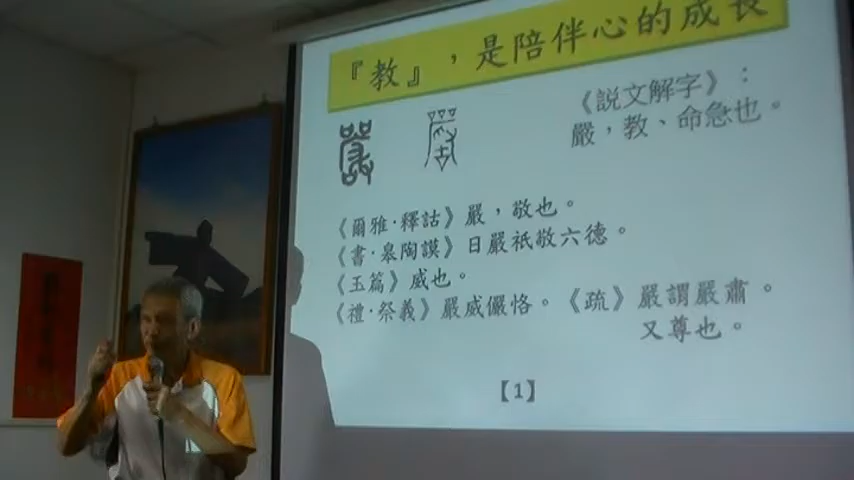 『教』，是陪伴心的成長
《説文解字》：
嚴，教、命急也。
《爾雅·釋詁》嚴，敬也。
《書·皋陶謨》日嚴祇敬六德。
《玉篇》威也。
《禮·祭義》嚴威儼恪。《疏》嚴謂嚴肅。
又尊也。
【1】